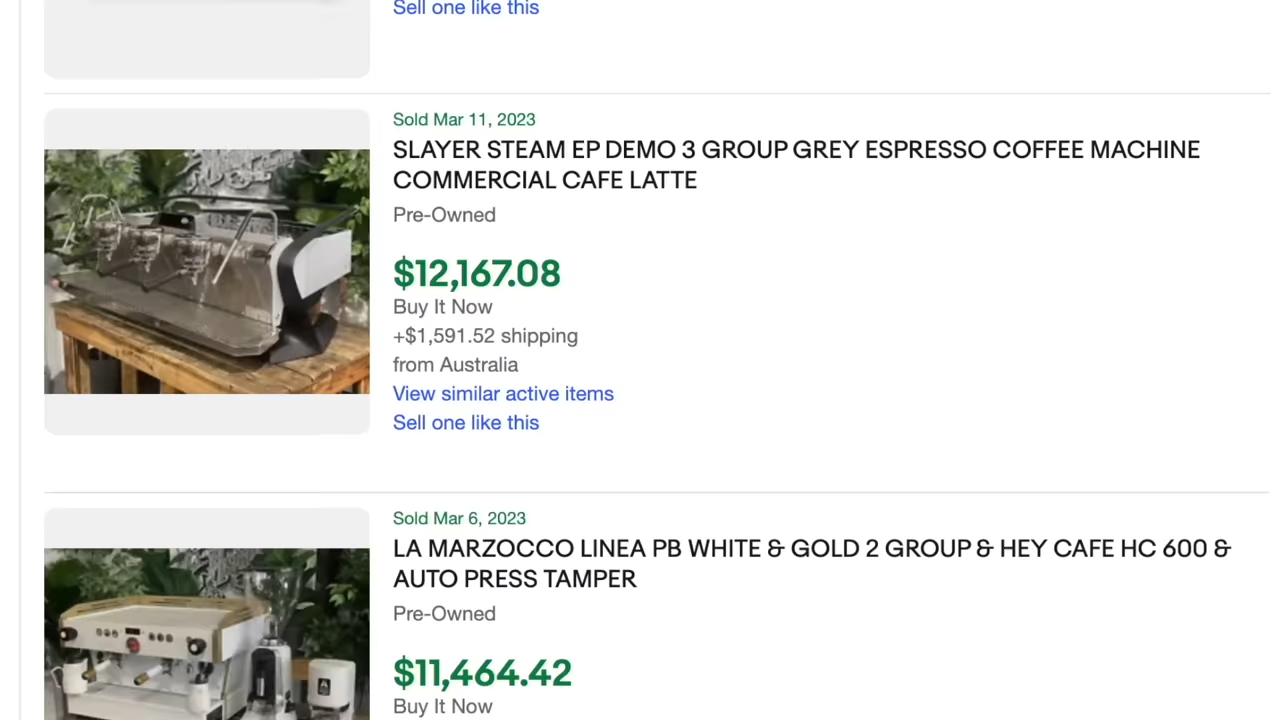 Sell one like this
Sold Mar 11, 2023
SLAYER STEAM EP DEMO 3 GROUP GREY ESPRESSO COFFEE MACHINE
COMMERCIAL CAFE LATTE
Pre-Owned
$12,167.08
Buy It Now
+$1,591.52 shipping
from Australia
View similar active items
Sell one like this
Sold Mar 6, 2023
LA MARZOCCO LINEA PB WHITE & GOLD 2 GROUP & HEY CAFE HC 600 &
AUTO PRESS TAMPER
Pre-Owned
$11,464.42
Buy It Now